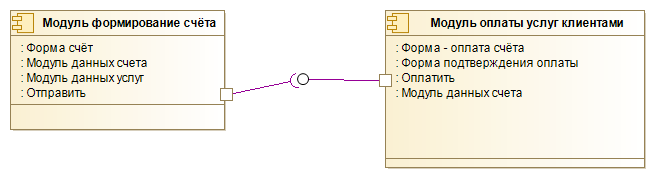 Модуль формирование счёта
: Форма счёт
: Модуль данных счета
: Модуль данных услуг
: Отправить
Модуль оплаты услуг клиентами
: Форма - оплата счёта
: Форма подтверждения оплаты
: Оплатить
: Модуль данных счета